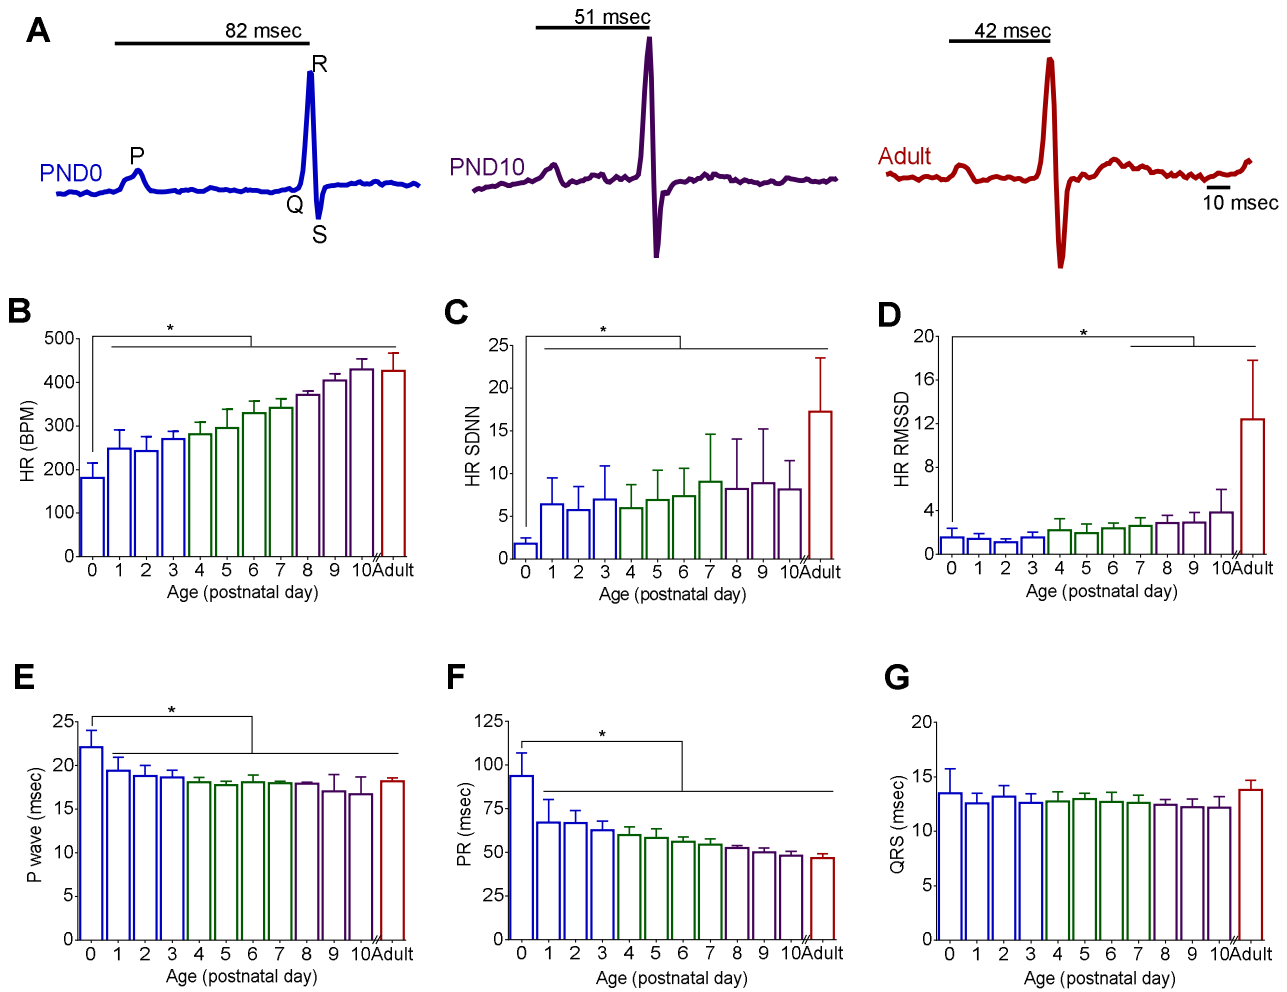 A
82 msec
51 msec
42 msec
R
P
PND0
Q
S
PND10
Adult
10 msec
B
*
500
400
300
200
100
0
HR (BPM)
0 1 2 3 4 5 6 7 8 9 10 Adult
Age (postnatal day)
C
*
25
20
15
10
5
0
HR SDNN
0 1 2 3 4 5 6 7 8 9 10 Adult
Age (postnatal day)
D
*
20
16
12
8
4
0
HR RMSSD
0 1 2 3 4 5 6 7 8 9 10 Adult
Age (postnatal day)
E
*
25
20
15
10
5
0
P wave (msec)
0 1 2 3 4 5 6 7 8 9 10 Adult
Age (postnatal day)
F
*
125
100
75
50
25
0
PR (msec)
0 1 2 3 4 5 6 7 8 9 10 Adult
Age (postnatal day)
G
20
15
10
5
0
QRS (msec)
0 1 2 3 4 5 6 7 8 9 10 Adult
Age (postnatal day)